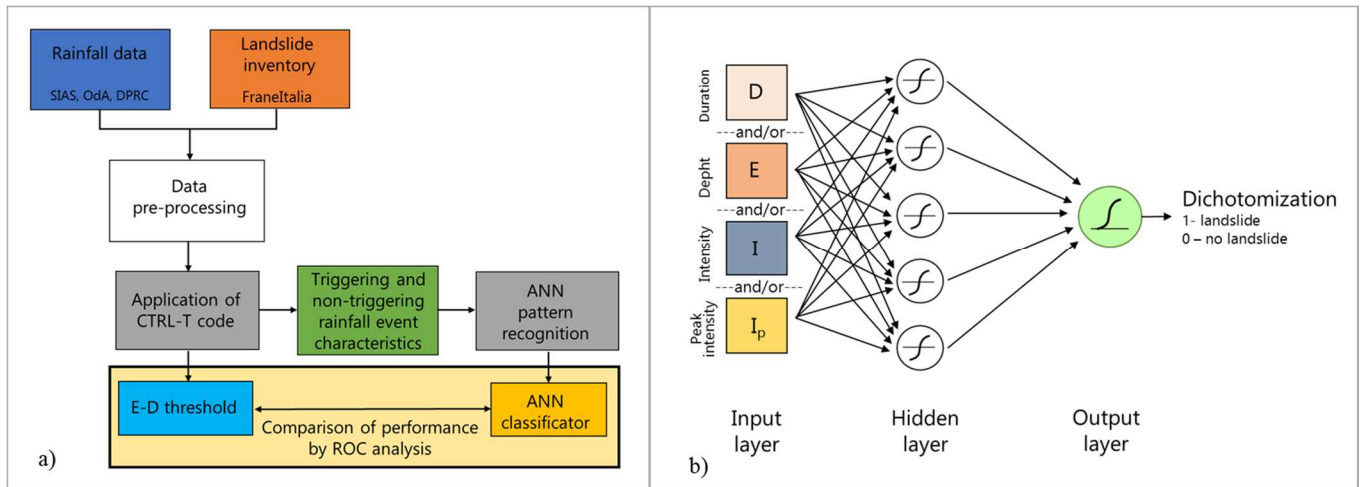 Rainfall data
SIAS, OdA, DPRC
Landslide
inventory
FraneItalia
Data
pre-processing
Application of
CTRL-T code
Triggering and
non-triggering
rainfall event
characteristics
ANN
pattern
recognition
E-D threshold
ANN
classificator
Comparison of performance
by ROC analysis
a)
Duration
D
---and/or---
Depht
E
---and/or---
Intensity
I
---and/or---
Peak
intensity
Ip
Input
layer
Hidden
layer
Output
layer
Dichotomization
1- landslide
0 – no landslide
b)